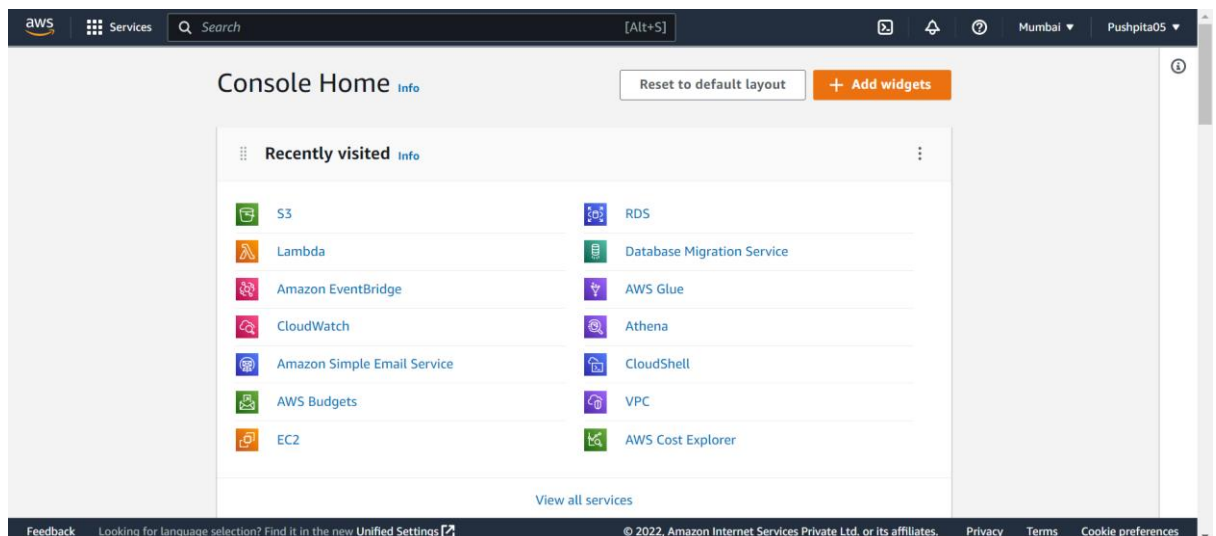 aws Services Search [Alt+S] Mumbai ▼ Pushpita05 ▼
Console Home Info Reset to default layout + Add widgets
Recently visited Info
S3 RDS
Lambda Database Migration Service
Amazon EventBridge AWS Glue
CloudWatch Athena
Amazon Simple Email Service CloudShell
AWS Budgets VPC
EC2 AWS Cost Explorer
View all services
Feedback Looking for language selection? Find it in the new Unified Settings © 2022, Amazon Internet Services Private Ltd. or its affiliates. Privacy Terms Cookie preferences